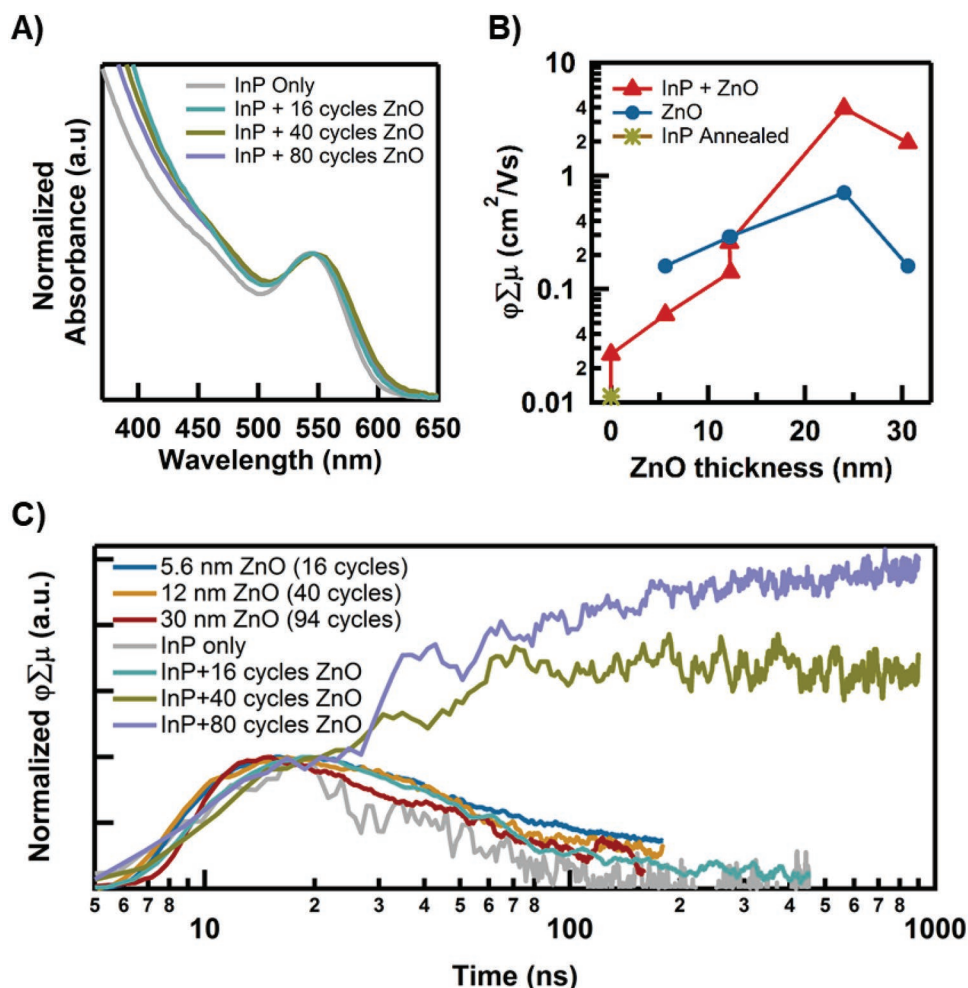 A)
Normalized
Absorbance (a.u)
InP Only
InP + 16 cycles ZnO
InP + 40 cycles ZnO
InP + 80 cycles ZnO
400 450 500 550 600 650
Wavelength (nm)
B)
φΣμ (cm²/Vs)
10
4
2
1
4
2
0.1
4
2
0.01
InP + ZnO
ZnO
InP Annealed
0 10 20 30
ZnO thickness (nm)
C)
Normalized φΣμ (a.u.)
5.6 nm ZnO (16 cycles)
12 nm ZnO (40 cycles)
30 nm ZnO (94 cycles)
InP only
InP+16 cycles ZnO
InP+40 cycles ZnO
InP+80 cycles ZnO
5 6 7 8 2 3 4 5 6 7 8 2 3 4 5 6 7 8
10 100 1000
Time (ns)